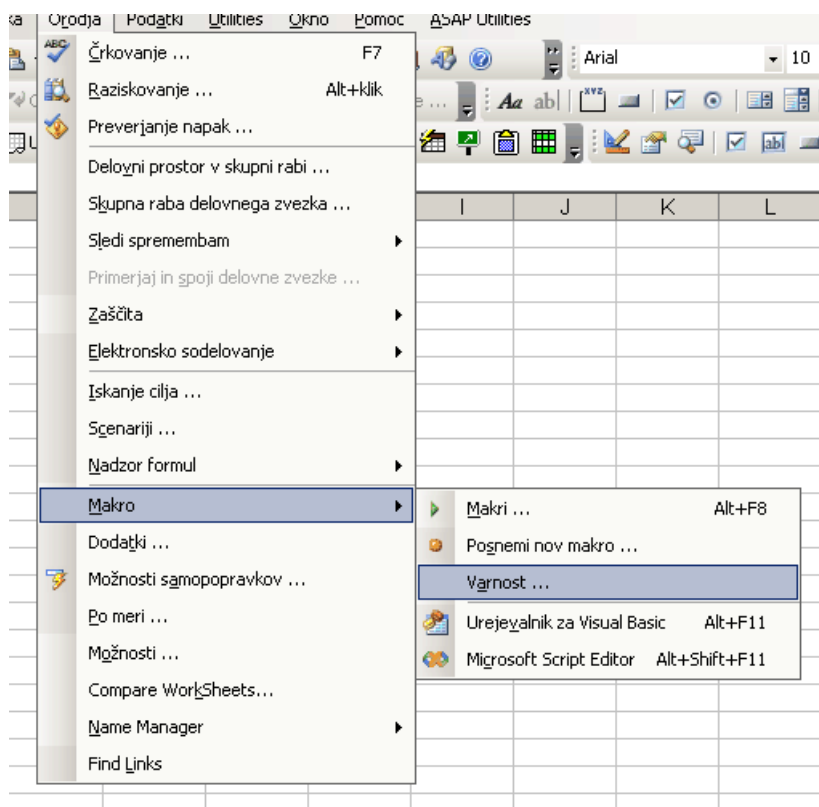 Orodja Podatki Utilities Okno Pomoč ASAP Utilities
Črkovanje ... F7
Arial 10
Raziskovanje ... Alt+klik
Preverjanje napak ...
Delovni prostor v skupni rabi ...
Skupna raba delovnega zvezka ...
I J K L
Sledi spremembam
Primerjaj in spoji delovne zvezke ...
Zaščita
Elektronsko sodelovanje
Iskanje cilja ...
Scenariji ...
Nadzor formul
Makro
Makri ... Alt+F8
Dodatki ...
Posnemi nov makro ...
Možnosti samopopravkov ...
Varnost ...
Po meri ...
Urejevalnik za Visual Basic Alt+F11
Možnosti ...
Microsoft Script Editor Alt+Shift+F11
Compare WorkSheets...
Name Manager
Find Links